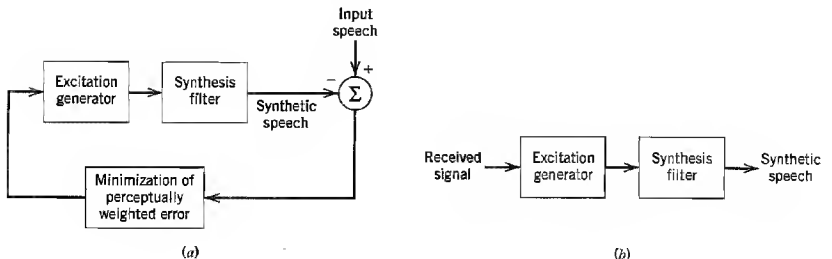 Input
speech
−
+
Σ
Excitation
generator
Synthesis
filter
Synthetic
speech
Minimization of
perceptually
weighted error
(a)
Received
signal
Excitation
generator
Synthesis
filter
Synthetic
speech
(b)